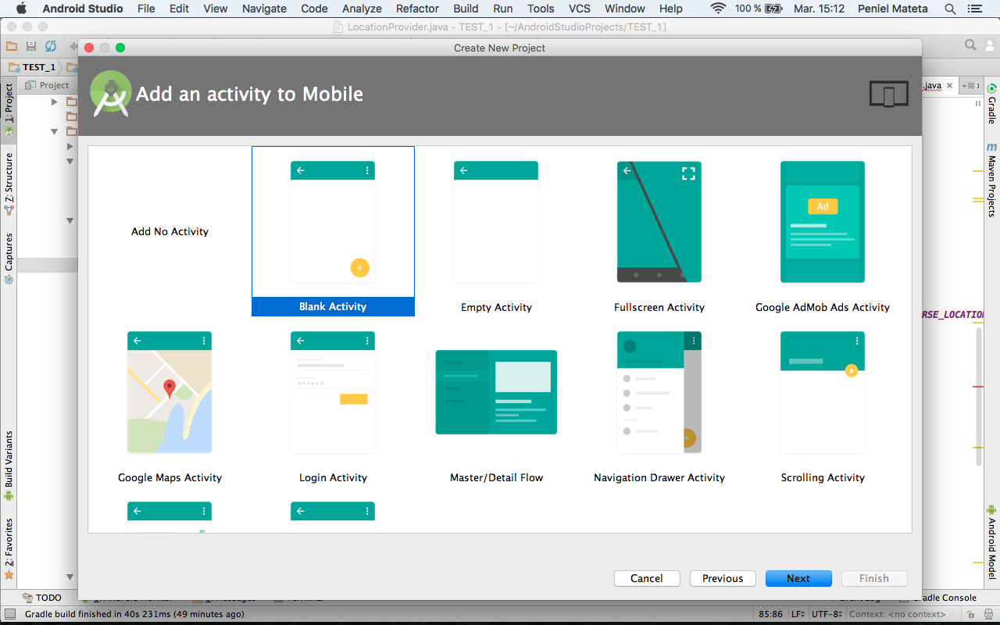 Android Studio File Edit View Navigate Code Analyze Refactor Build Run Tools VCS Window Help 100 % Mar. 15:12 Peniel Mateta
LocationProvider.java - TEST_1 - [~/AndroidStudioProjects/TEST_1]
Create New Project
TEST_1
Project
.java
3
Add an activity to Mobile
1: Project
Z: Structure
Captures
Build Variants
2: Favorites
Gradle
m
Maven Projects
Android Model
Ad
Add No Activity
Blank Activity
Empty Activity
Fullscreen Activity
Google AdMob Ads Activity
RSE_LOCATION
Google Maps Activity
Login Activity
Master/Detail Flow
Navigation Drawer Activity
Scrolling Activity
Cancel
Previous
Next
Finish
TODO
Gradle Console
Gradle build finished in 40s 231ms (49 minutes ago)
85:86 LF UTF-8 Context: <no context>